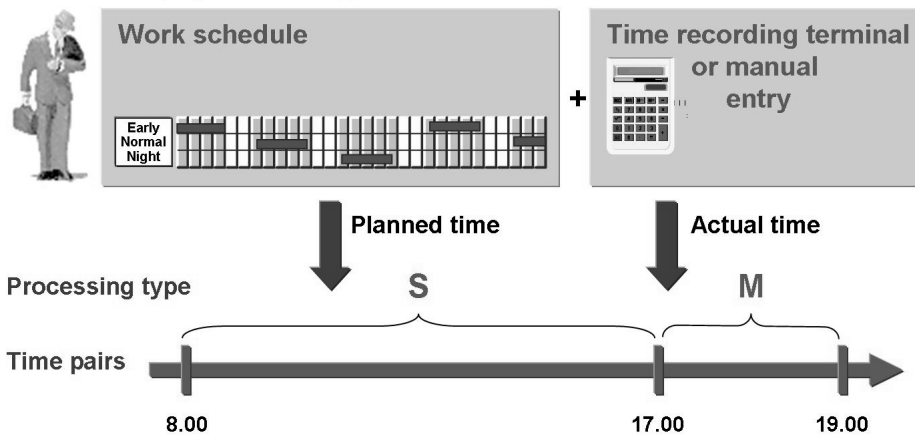 Work schedule
Early
Normal
Night
+
Time recording terminal
or manual
entry
Planned time
Actual time
Processing type
S
M
Time pairs
8.00
17.00
19.00